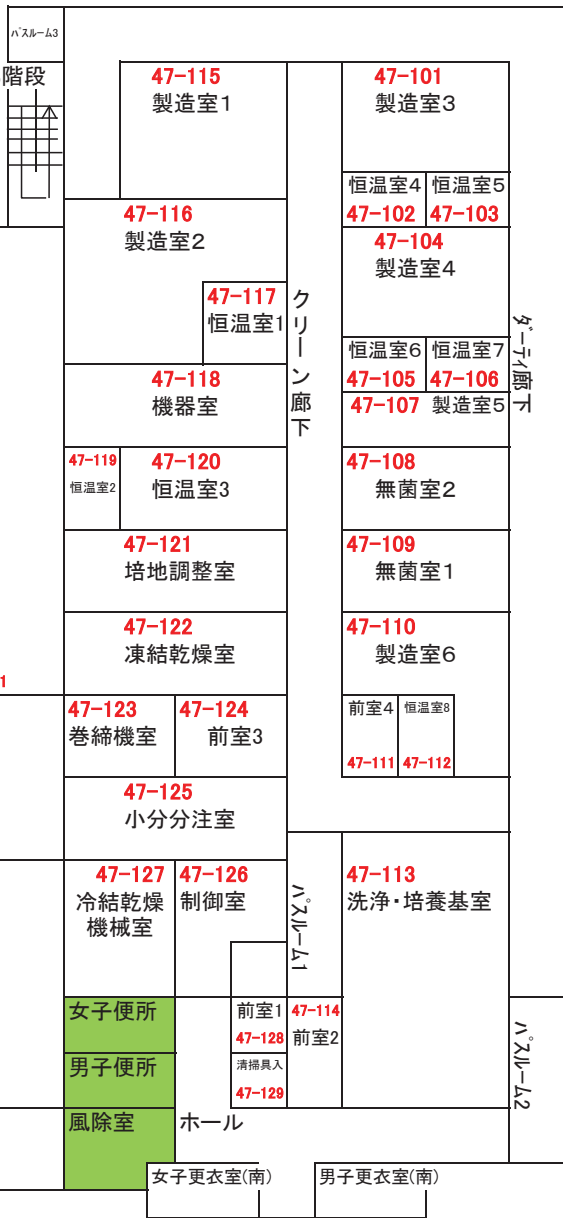 パスルーム3
階段
47-115
製造室1
47-101
製造室3
恒温室4
47-102
恒温室5
47-103
47-116
製造室2
47-104
製造室4
47-117
恒温室1
クリーン廊下
ダーティ廊下
恒温室6
47-105
恒温室7
47-106
47-118
機器室
47-107 製造室5
47-119
恒温室2
47-120
恒温室3
47-108
無菌室2
47-121
培地調整室
47-109
無菌室1
47-122
凍結乾燥室
47-110
製造室6
1
47-123
巻締機室
47-124
前室3
前室4
47-111
恒温室8
47-112
47-125
小分分注室
47-127
冷結乾燥
機械室
47-126
制御室
パスルーム1
47-113
洗浄・培養基室
女子便所
前室1
47-128
47-114
前室2
パスルーム2
男子便所
清掃具入
47-129
風除室
ホール
女子更衣室(南)
男子更衣室(南)